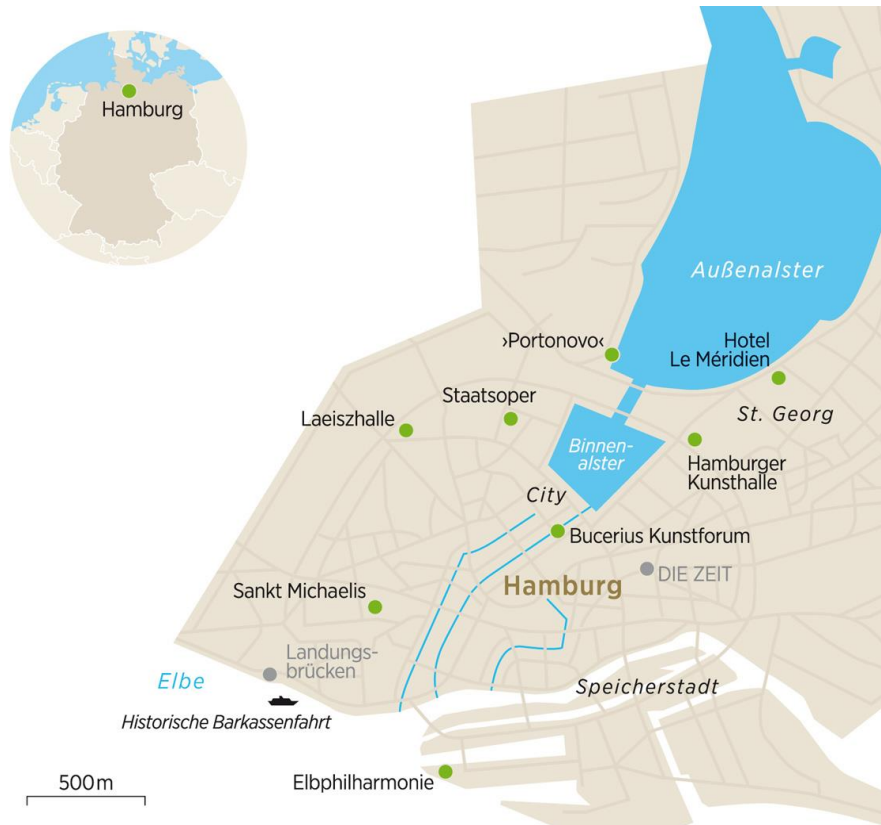 Hamburg
Außenalster
›Portonovo‹
Hotel
Le Méridien
Staatsoper
St. Georg
Laeiszhalle
Binnen-
alster
Hamburger
Kunsthalle
City
Bucerius Kunstforum
DIE ZEIT
Hamburg
Sankt Michaelis
Landungs-
brücken
Elbe
Speicherstadt
Historische Barkassenfahrt
Elbphilharmonie
500 m